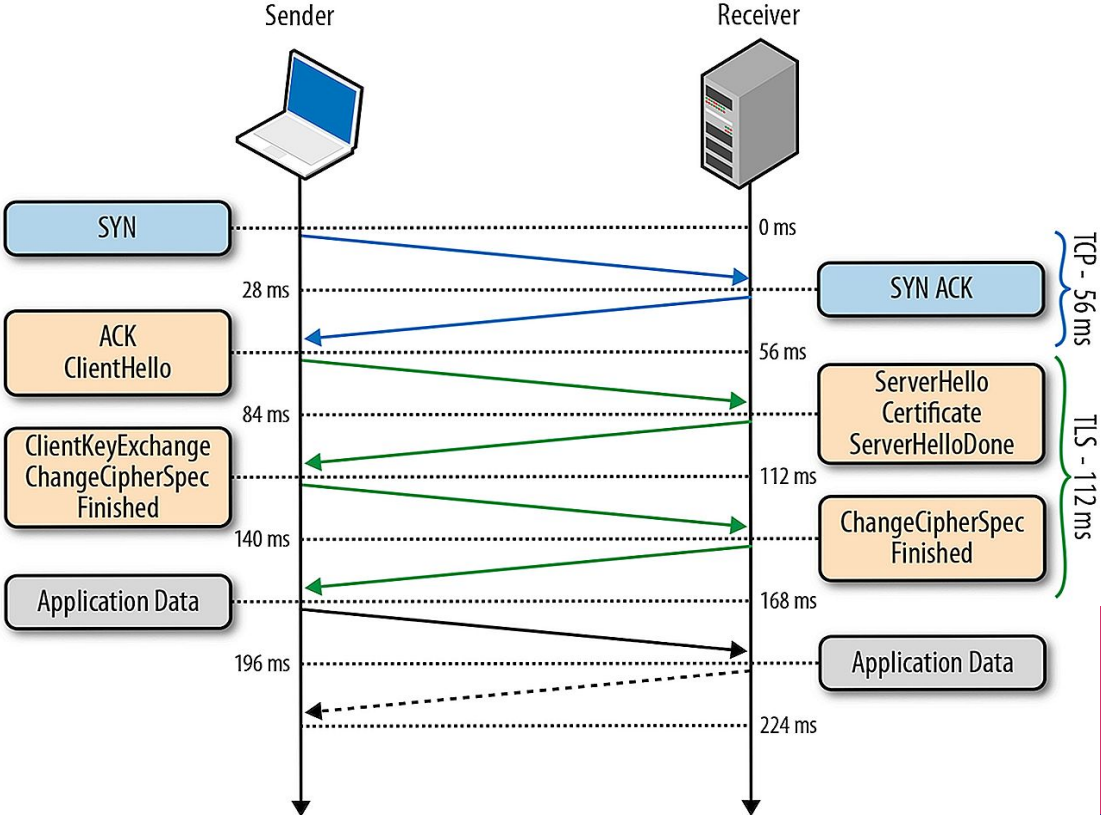 Sender
Receiver
SYN
0 ms
28 ms
SYN ACK
TCP - 56 ms
ACK
ClientHello
56 ms
84 ms
ServerHello
Certificate
ServerHelloDone
TLS - 112 ms
ClientKeyExchange
ChangeCipherSpec
Finished
112 ms
140 ms
ChangeCipherSpec
Finished
Application Data
168 ms
196 ms
Application Data
224 ms